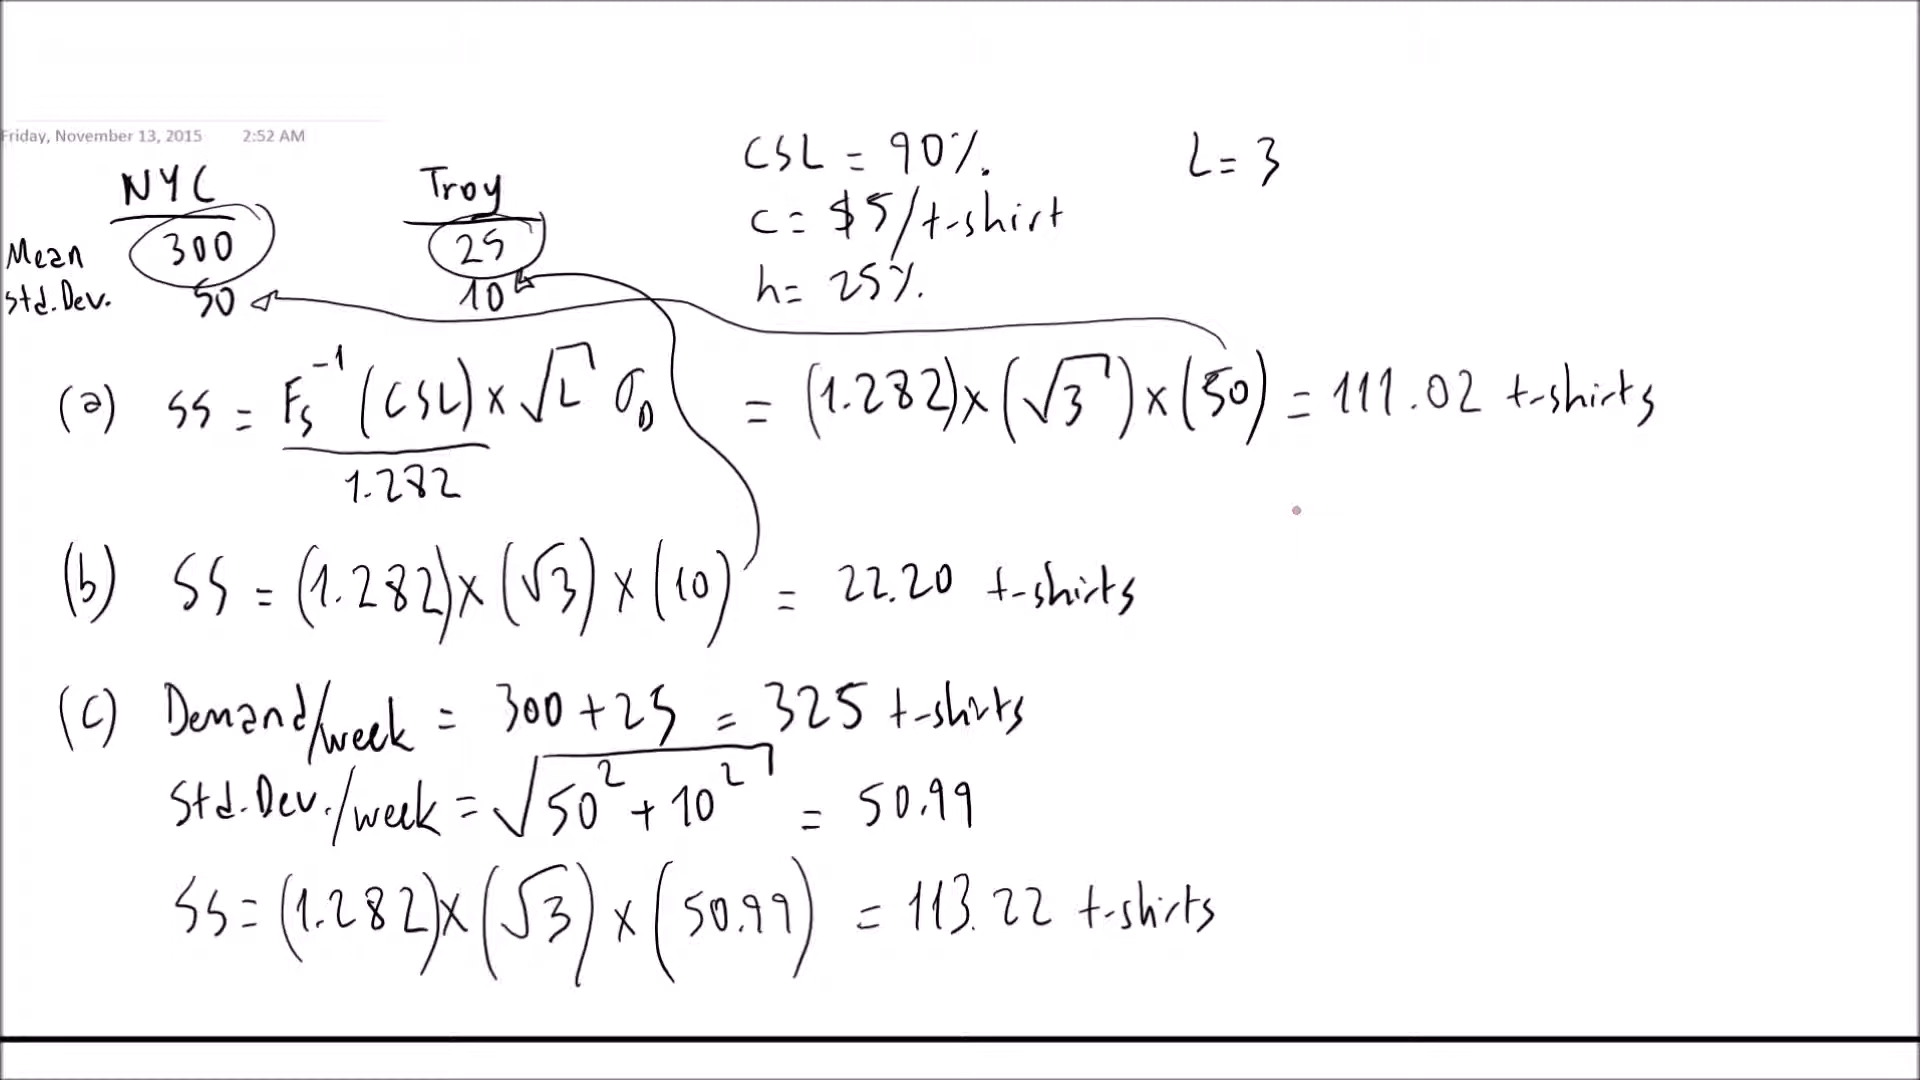 Friday, November 13, 2015 2:52 AM
NYC Troy
Mean 300 25
Std. Dev. 50 10
CSL = 90%. L = 3
c = $5/t-shirt
h = 25%.
(a) SS = Fs⁻¹ (CSL) x √L σD = (1.282) x (√3) x (50) = 111.02 t-shirts
1.282
(b) SS = (1.282) x (√3) x (10) = 22.20 t-shirts
(c) Demand/week = 300 + 25 = 325 t-shirts
Std. Dev./week = √50² + 10² = 50.99
SS = (1.282) x (√3) x (50.99) = 113.22 t-shirts